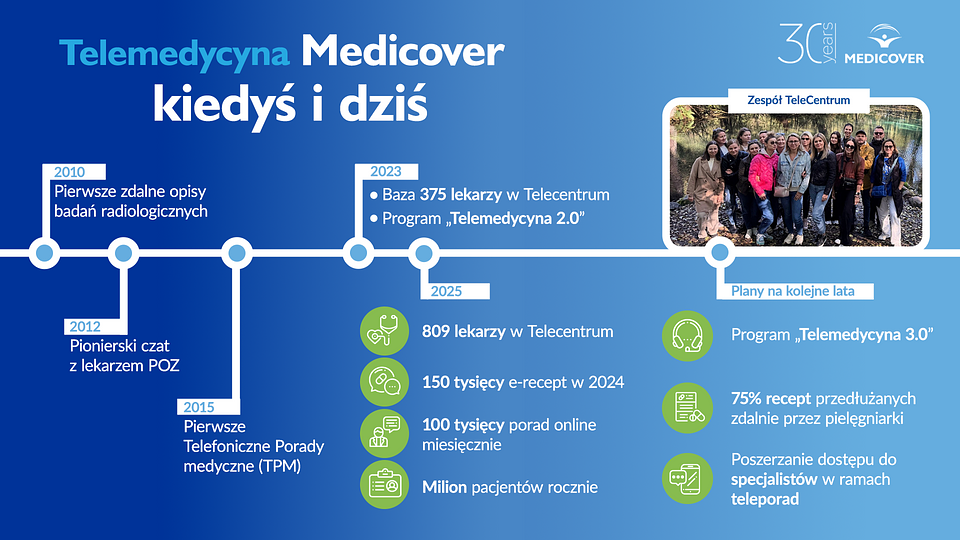 Telemedycyna Medicover
kiedyś i dziś
30 years
MEDICOVER
Zespół TeleCentrum
2010
Pierwsze zdalne opisy
badań radiologicznych
2012
Pionierski czat
z lekarzem POZ
2015
Pierwsze
Telefoniczne Porady
medyczne (TPM)
2023
• Baza 375 lekarzy w Telecentrum
• Program „Telemedycyna 2.0”
2025
809 lekarzy w Telecentrum
150 tysięcy e-recept w 2024
100 tysięcy porad online
miesięcznie
Milion pacjentów rocznie
Plany na kolejne lata
Program „Telemedycyna 3.0”
75% recept przedłużanych
zdalnie przez pielęgniarki
Poszerzanie dostępu do
specjalistów w ramach
teleporad